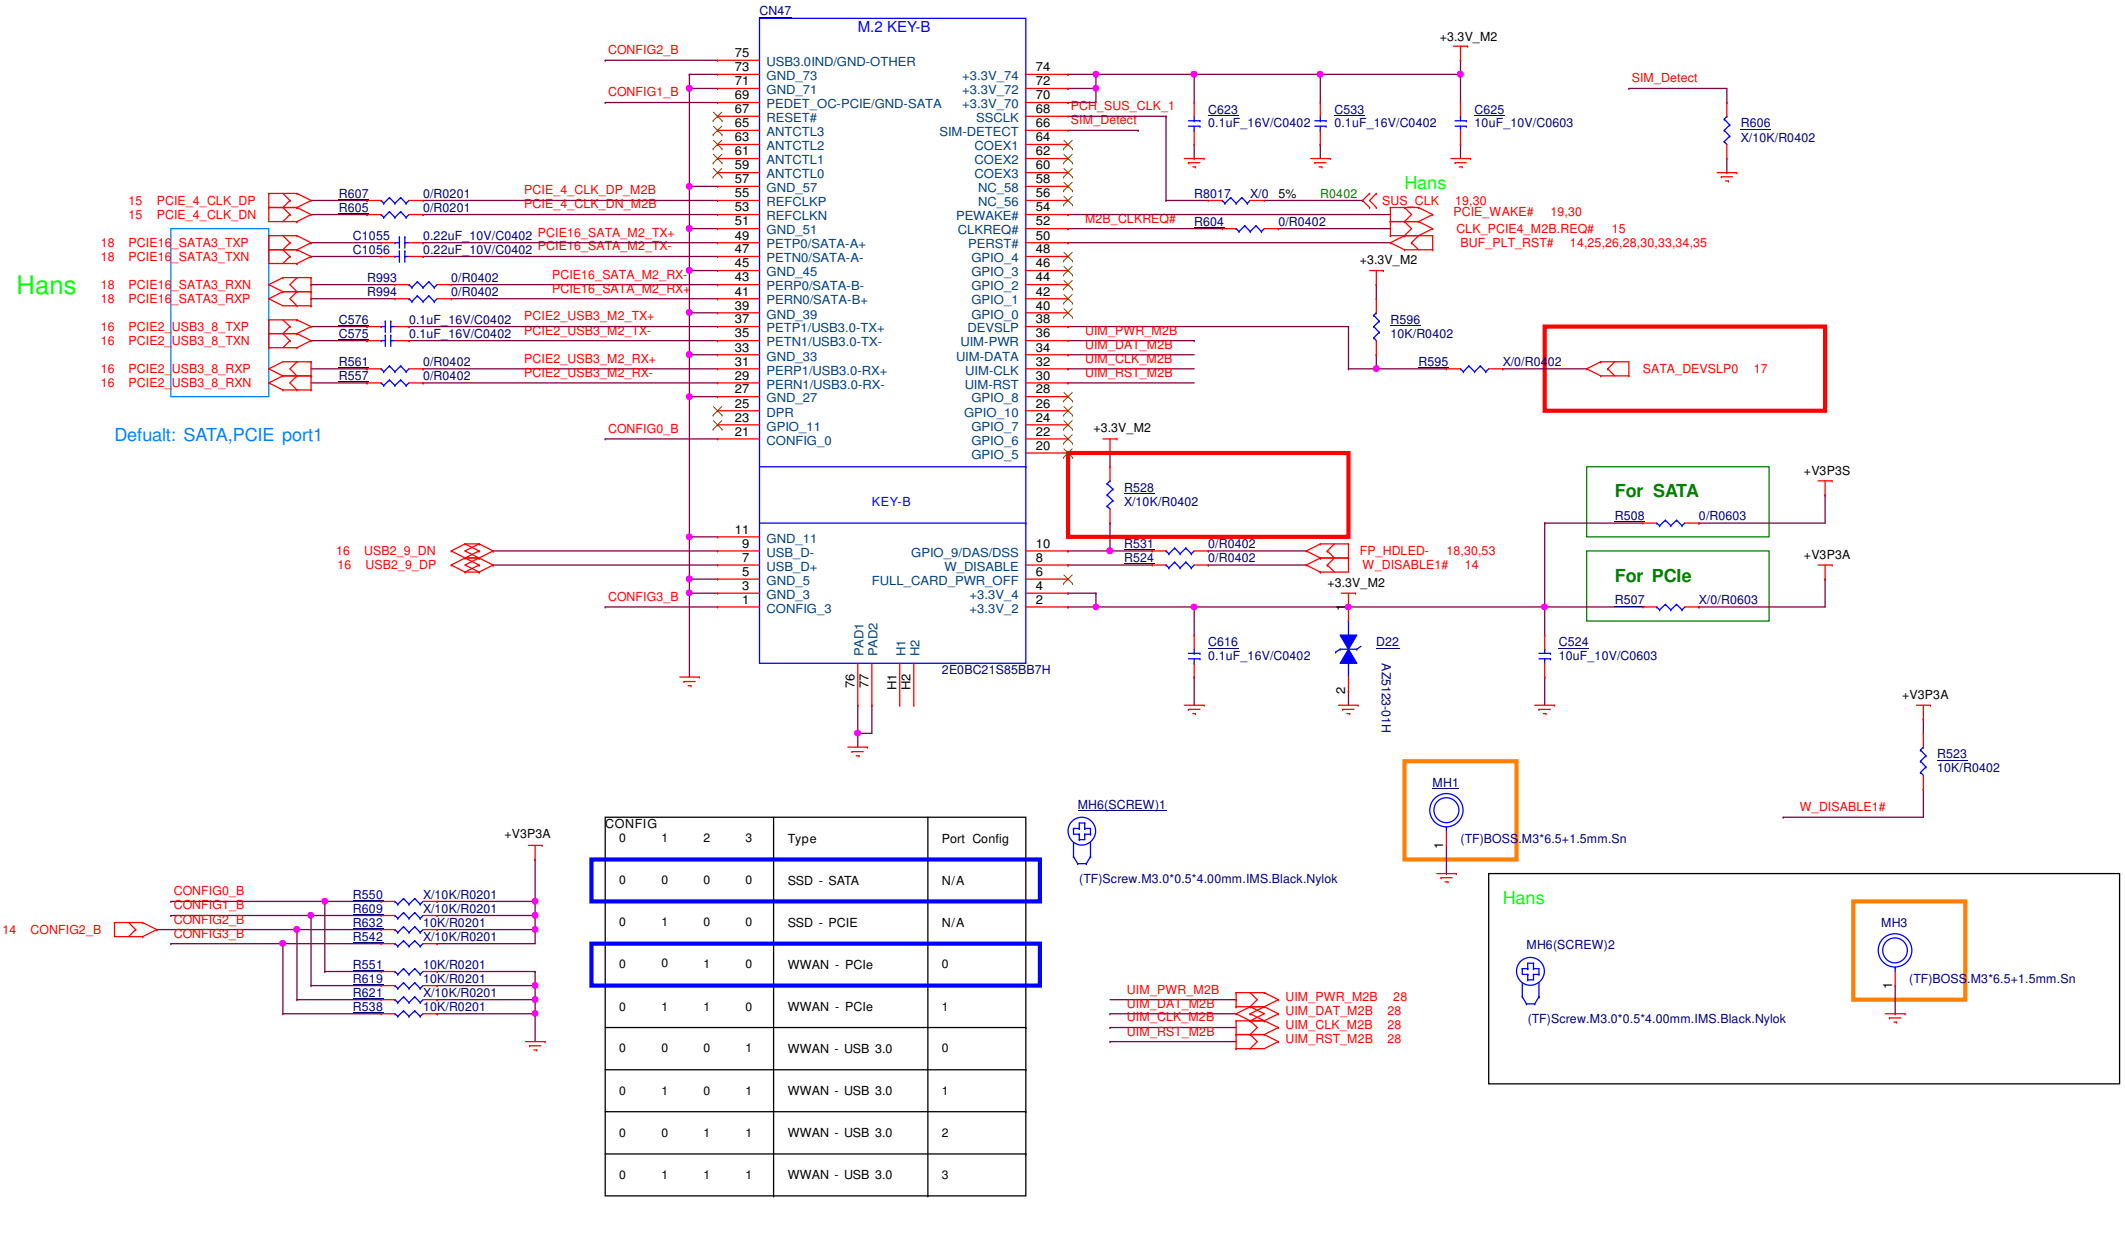 CN47
M.2 KEY-B
CONFIG2_B
75
USB3.0IND/GND-OTHER
73
GND_73
71
GND_71
CONFIG1_B
69
PEDET_OC-PCIE/GND-SATA
67
RESET#
65
ANTCTL3
63
ANTCTL2
61
ANTCTL1
59
ANTCTL0
57
GND_57
15 PCIE_4_CLK_DP R607 0/R0201 PCIE_4_CLK_DP_M2B 55 REFCLKP
15 PCIE_4_CLK_DN R605 0/R0201 PCIE_4_CLK_DN_M2B 53 REFCLKN
51 GND_51
18 PCIE16_SATA3_TXP C1055 0.22uF_10V/C0402 PCIE16_SATA_M2_TX+ 49 PETP0/SATA-A+
18 PCIE16_SATA3_TXN C1056 0.22uF_10V/C0402 PCIE16_SATA_M2_TX- 47 PETN0/SATA-A-
45 GND_45
Hans
18 PCIE16_SATA3_RXN R993 0/R0402 PCIE16_SATA_M2_RX- 43 PERP0/SATA-B-
18 PCIE16_SATA3_RXP R994 0/R0402 PCIE16_SATA_M2_RX+ 41 PERN0/SATA-B+
39 GND_39
16 PCIE2_USB3_8_TXP C576 0.1uF_16V/C0402 PCIE2_USB3_M2_TX+ 37 PETP1/USB3.0-TX+
16 PCIE2_USB3_8_TXN C575 0.1uF_16V/C0402 PCIE2_USB3_M2_TX- 35 PETN1/USB3.0-TX-
33 GND_33
16 PCIE2_USB3_8_RXP R561 0/R0402 PCIE2_USB3_M2_RX+ 31 PERP1/USB3.0-RX+
16 PCIE2_USB3_8_RXN R557 0/R0402 PCIE2_USB3_M2_RX- 29 PERN1/USB3.0-RX-
27 GND_27
25 DPR
23 GPIO_11
Defualt: SATA,PCIE port1
CONFIG0_B 21 CONFIG_0
KEY-B
11 GND_11
16 USB2_9_DN 9 USB_D-
16 USB2_9_DP 7 USB_D+
5 GND_5
3 GND_3
CONFIG3_B 1 CONFIG_3
PAD1
PAD2
H1
H2
76
77
H1
H2
2E0BC21S85BB7H
+3.3V_74 74
+3.3V_72 72
+3.3V_70 70
SSCLK 68 PCH_SUS_CLK_1
SIM-DETECT 66 SIM_Detect
COEX1 64
COEX2 62
COEX3 60
NC_58 58
NC_56 56
PEWAKE# 54
CLKREQ# 52 M2B_CLKREQ#
PERST# 50
GPIO_4 48
GPIO_3 46
GPIO_2 44
GPIO_1 42
GPIO_0 40
DEVSLP 38
UIM-PWR 36 UIM_PWR_M2B
UIM-DATA 34 UIM_DAT_M2B
UIM-CLK 32 UIM_CLK_M2B
UIM-RST 30 UIM_RST_M2B
GPIO_8 28
GPIO_10 26
GPIO_7 24
GPIO_6 22
GPIO_5 20
GPIO_9/DAS/DSS 10
W_DISABLE 8
FULL_CARD_PWR_OFF 6
+3.3V_4 4
+3.3V_2 2
+3.3V_M2
C623
0.1uF_16V/C0402
C533
0.1uF_16V/C0402
C625
10uF_10V/C0603
SIM_Detect
R606
X/10K/R0402
Hans
R8017 X/0 5% R0402 SUS_CLK 19,30
PCIE_WAKE# 19,30
R604 0/R0402 CLK_PCIE4_M2B.REQ# 15
BUF_PLT_RST# 14,25,26,28,30,33,34,35
+3.3V_M2
R596
10K/R0402
R595 X/0/R0402 SATA_DEVSLP0 17
+3.3V_M2
R528
X/10K/R0402
R531 0/R0402 FP_HDLED- 18,30,53
R524 0/R0402 W_DISABLE1# 14
+3.3V_M2
For SATA
R508 0/R0603
+V3P3S
For PCIe
R507 X/0/R0603
+V3P3A
C616
0.1uF_16V/C0402
1
D22
2
AZ5123-01H
C524
10uF_10V/C0603
+V3P3A
R523
10K/R0402
W_DISABLE1#
+V3P3A
CONFIG0_B R550 X/10K/R0201
CONFIG1_B R609 X/10K/R0201
14 CONFIG2_B
CONFIG2_B R632 10K/R0201
CONFIG3_B R542 X/10K/R0201
R551 10K/R0201
R619 10K/R0201
R621 X/10K/R0201
R538 10K/R0201
CONFIG
0 1 2 3 Type Port Config
0 0 0 0 SSD - SATA N/A
0 1 0 0 SSD - PCIE N/A
0 0 1 0 WWAN - PCIe 0
0 1 1 0 WWAN - PCIe 1
0 0 0 1 WWAN - USB 3.0 0
0 1 0 1 WWAN - USB 3.0 1
0 0 1 1 WWAN - USB 3.0 2
0 1 1 1 WWAN - USB 3.0 3
MH6(SCREW)1
(TF)Screw.M3.0*0.5*4.00mm.IMS.Black.Nylok
MH1
1
(TF)BOSS.M3*6.5+1.5mm.Sn
Hans
MH6(SCREW)2
(TF)Screw.M3.0*0.5*4.00mm.IMS.Black.Nylok
MH3
1
(TF)BOSS.M3*6.5+1.5mm.Sn
UIM_PWR_M2B UIM_PWR_M2B 28
UIM_DAT_M2B UIM_DAT_M2B 28
UIM_CLK_M2B UIM_CLK_M2B 28
UIM_RST_M2B UIM_RST_M2B 28